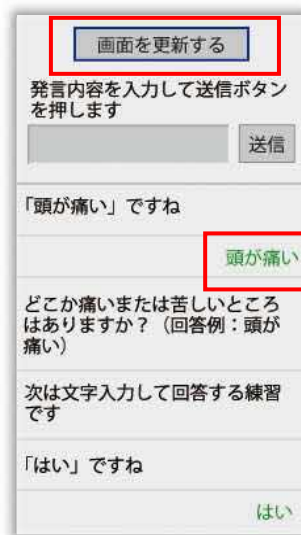 画面を更新する
発言内容を入力して送信ボタン
を押します
送信
「頭が痛い」ですね
頭が痛い
どこか痛いまたは苦しいところ
はありますか？（回答例：頭が
痛い）
次は文字入力して回答する練習
です
「はい」ですね
はい